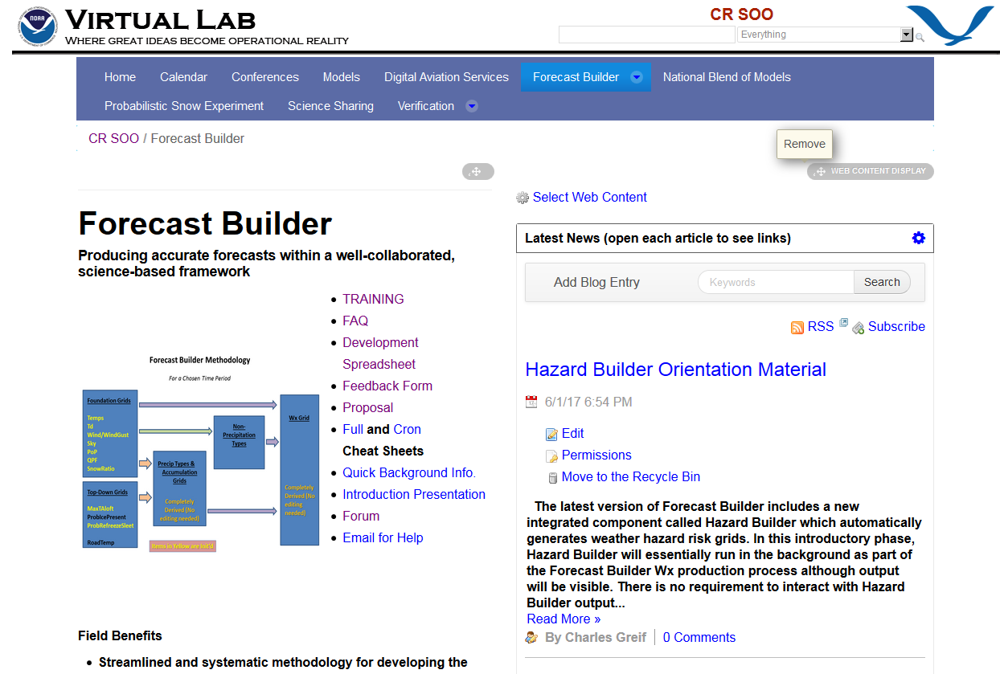 NOAA
VIRTUAL LAB
WHERE GREAT IDEAS BECOME OPERATIONAL REALITY
CR SOO
Everything
Home Calendar Conferences Models Digital Aviation Services Forecast Builder National Blend of Models
Probabilistic Snow Experiment Science Sharing Verification
CR SOO / Forecast Builder
Remove
WEB CONTENT DISPLAY
Select Web Content
Forecast Builder
Producing accurate forecasts within a well-collaborated,
science-based framework
TRAINING
FAQ
Development
Spreadsheet
Feedback Form
Proposal
Full and Cron
Cheat Sheets
Quick Background Info.
Introduction Presentation
Forum
Email for Help
Forecast Builder Methodology
For a Chosen Time Period
Foundation Grids
Temps
Td
Wind/WindGust
Sky
PoP
QPF
SnowRatio
Top-Down Grids
MaxTAloft
ProbIcePresent
ProbRefreezeSleet
RoadTemp
Precip Types &
Accumulation
Grids
Completely
Derived (No
editing needed)
Non-
Precipitation
Types
Wx Grid
Completely
Derived (No
editing
needed)
Items in Yellow are Init'd
Field Benefits
Streamlined and systematic methodology for developing the
Latest News (open each article to see links)
Add Blog Entry Keywords Search
RSS Subscribe
Hazard Builder Orientation Material
6/1/17 6:54 PM
Edit
Permissions
Move to the Recycle Bin
The latest version of Forecast Builder includes a new
integrated component called Hazard Builder which automatically
generates weather hazard risk grids. In this introductory phase,
Hazard Builder will essentially run in the background as part of
the Forecast Builder Wx production process although output
will be visible. There is no requirement to interact with Hazard
Builder output...
Read More »
By Charles Greif 0 Comments